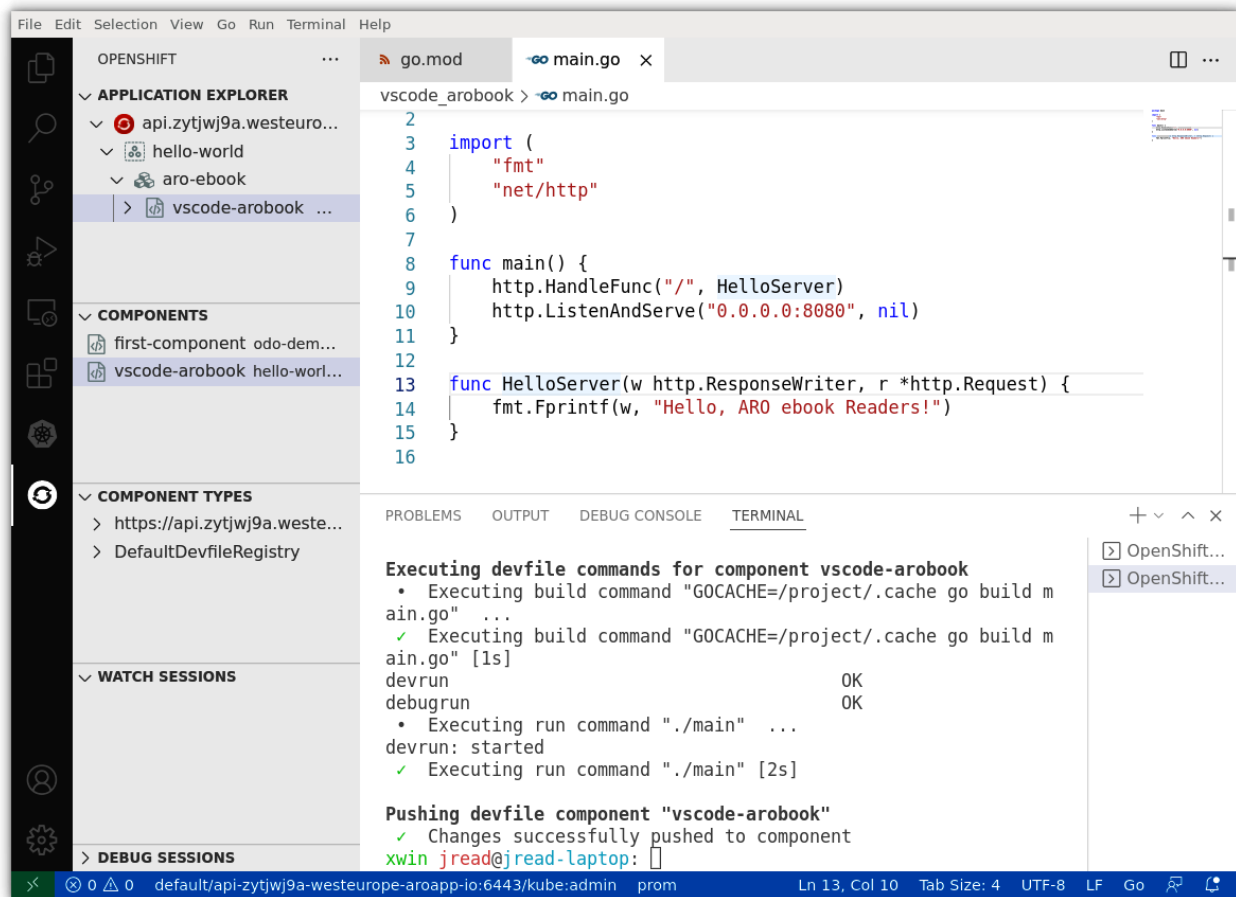 File Edit Selection View Go Run Terminal Help
OPENSHIFT ...
APPLICATION EXPLORER
api.zytjwj9a.westeuro...
hello-world
aro-ebook
vscode-arobook ...
COMPONENTS
first-component odo-dem...
vscode-arobook hello-worl...
COMPONENT TYPES
https://api.zytjwj9a.weste...
DefaultDevfileRegistry
WATCH SESSIONS
DEBUG SESSIONS
go.mod GO main.go
vscode_arobook > GO main.go
2
3 import (
4 "fmt"
5 "net/http"
6 )
7
8 func main() {
9 http.HandleFunc("/", HelloServer)
10 http.ListenAndServe("0.0.0.0:8080", nil)
11 }
12
13 func HelloServer(w http.ResponseWriter, r *http.Request) {
14 fmt.Fprintf(w, "Hello, ARO ebook Readers!")
15 }
16
PROBLEMS OUTPUT DEBUG CONSOLE TERMINAL
Executing devfile commands for component vscode-arobook
• Executing build command "GOCACHE=/project/.cache go build m
ain.go" ...
✓ Executing build command "GOCACHE=/project/.cache go build m
ain.go" [1s]
devrun OK
debugrun OK
• Executing run command "./main" ...
devrun: started
✓ Executing run command "./main" [2s]
Pushing devfile component "vscode-arobook"
✓ Changes successfully pushed to component
xwin jread@jread-laptop:
OpenShift...
OpenShift...
0 0 default/api-zytjwj9a-westeurope-aroapp-io:6443/kube:admin prom Ln 13, Col 10 Tab Size: 4 UTF-8 LF Go